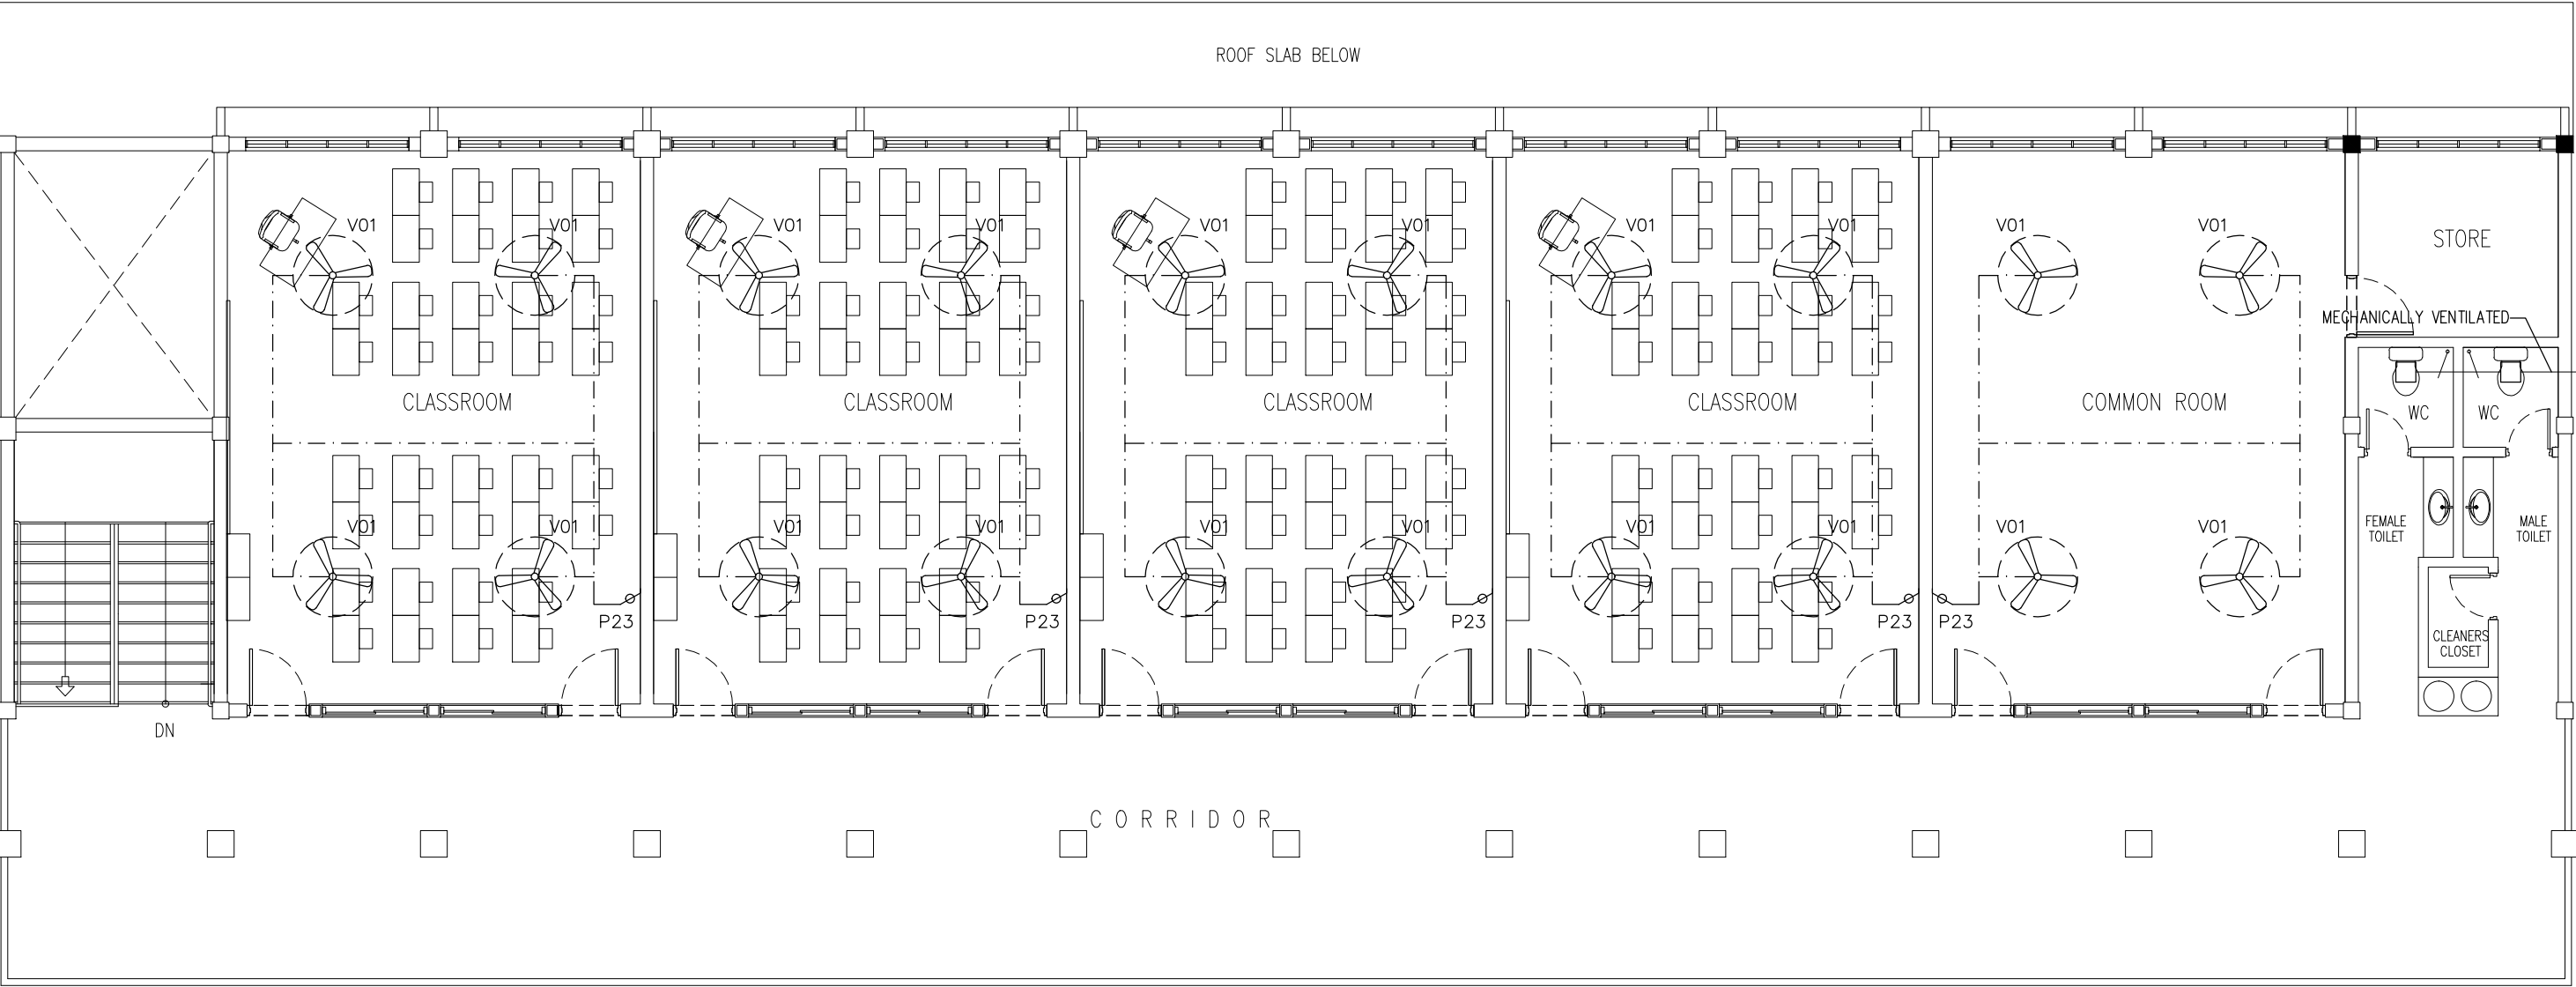 ROOF SLAB BELOW
V01 V01 V01 V01 V01 V01 V01 V01 V01 V01
STORE
MECHANICALLY VENTILATED
CLASSROOM CLASSROOM CLASSROOM CLASSROOM COMMON ROOM
WC WC
V01 V01 V01 V01 V01 V01 V01 V01 V01 V01
FEMALE
TOILET
MALE
TOILET
P23 P23 P23 P23 P23
CLEANERS
CLOSET
DN
CORRIDOR